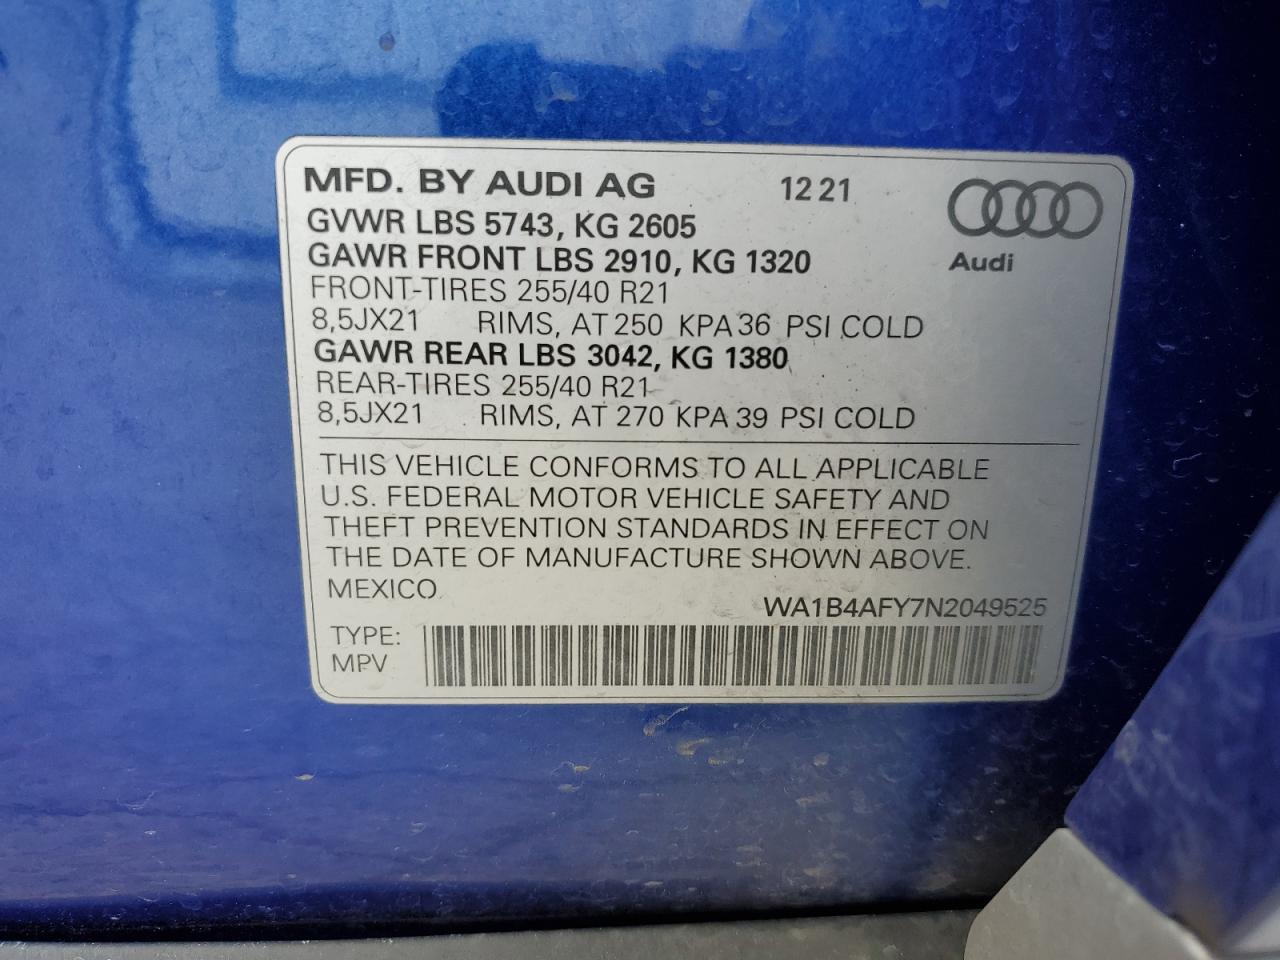 MFD. BY AUDI AG 12 21
GVWR LBS 5743, KG 2605
GAWR FRONT LBS 2910, KG 1320
Audi
FRONT-TIRES 255/40 R21
8,5JX21 RIMS, AT 250 KPA 36 PSI COLD
GAWR REAR LBS 3042, KG 1380
REAR-TIRES 255/40 R21
8,5JX21 RIMS, AT 270 KPA 39 PSI COLD
THIS VEHICLE CONFORMS TO ALL APPLICABLE
U.S. FEDERAL MOTOR VEHICLE SAFETY AND
THEFT PREVENTION STANDARDS IN EFFECT ON
THE DATE OF MANUFACTURE SHOWN ABOVE.
MEXICO
WA1B4AFY7N2049525
TYPE:
MPV